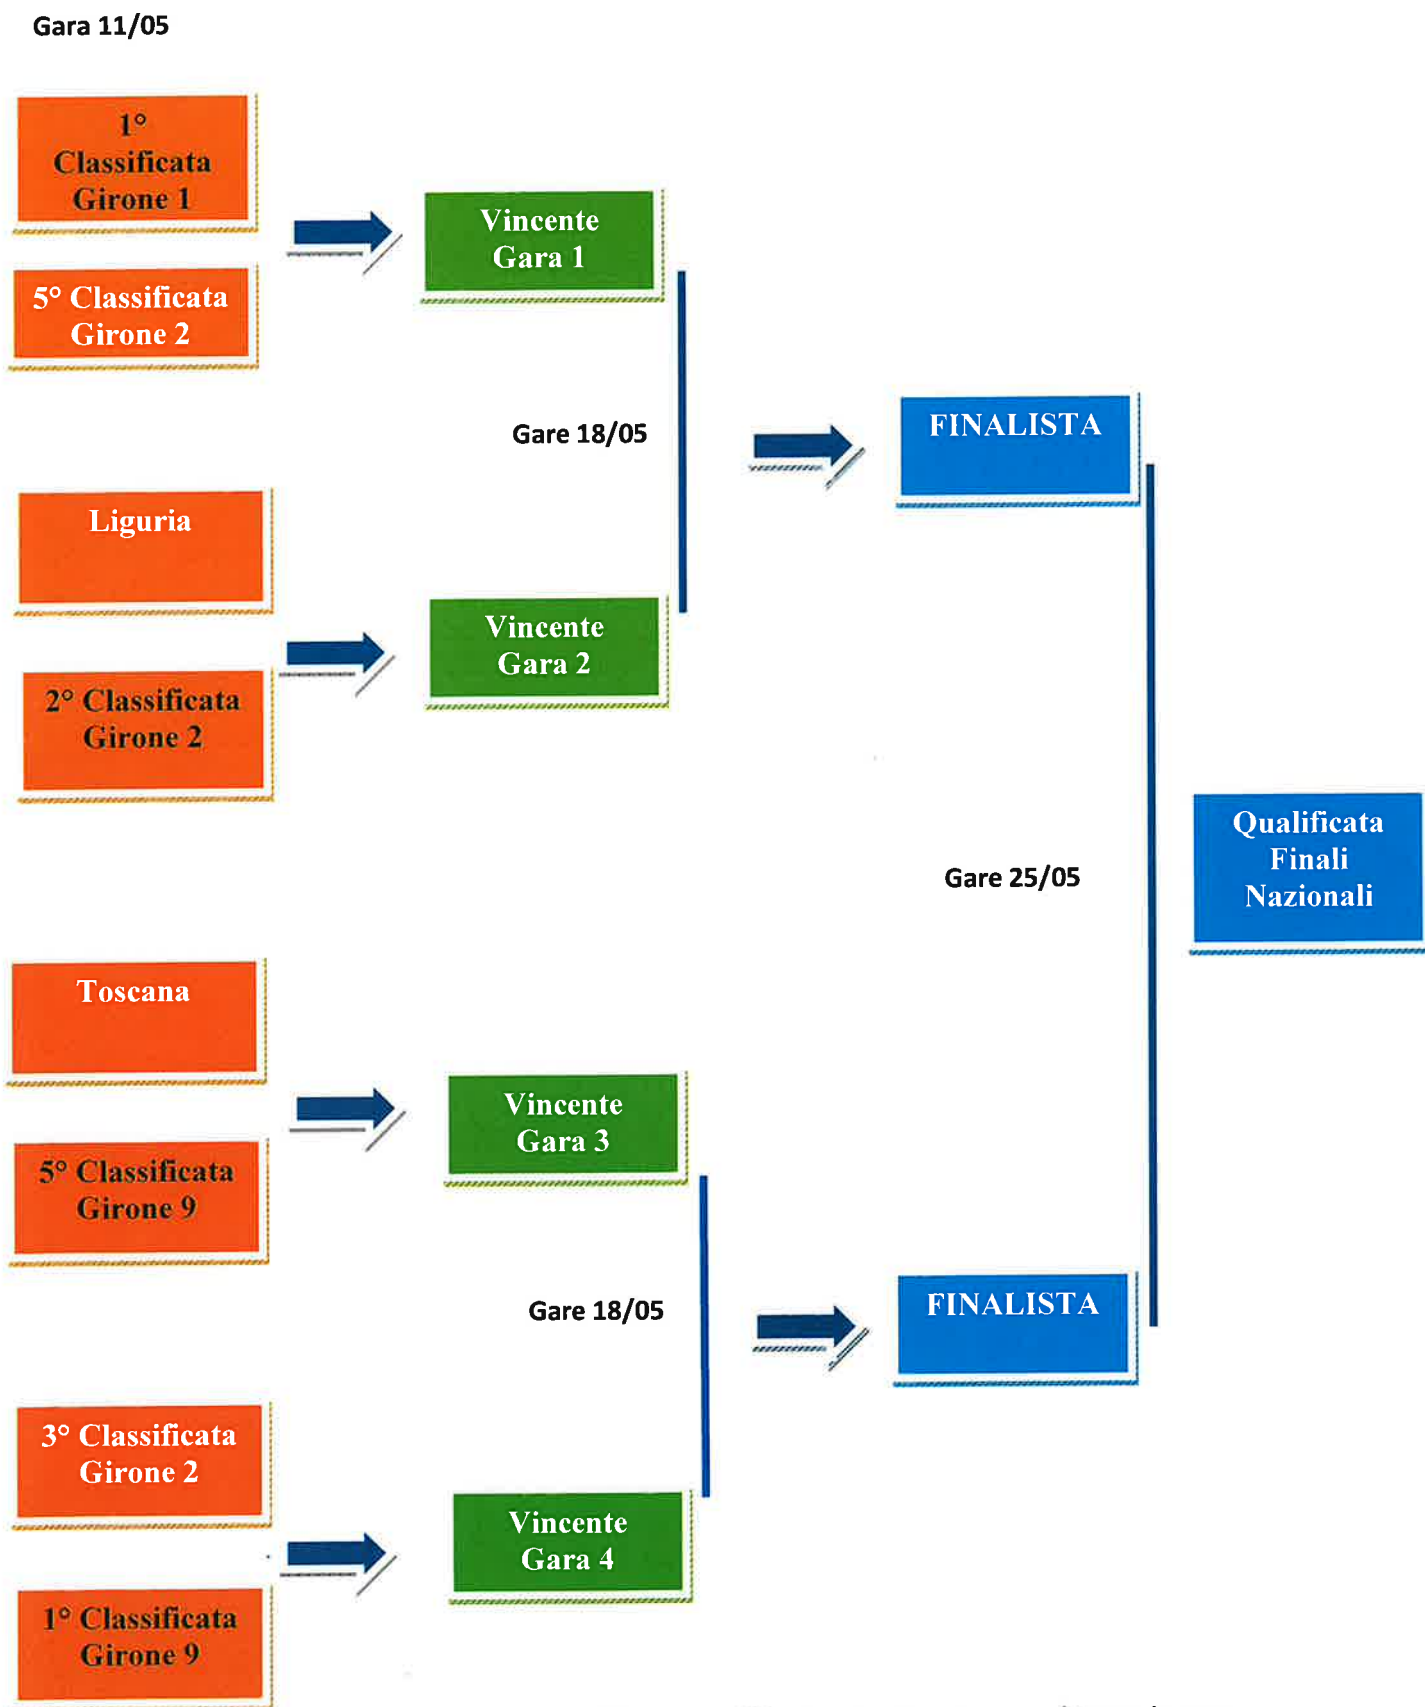 Gara 11/05
1°
Classificata
Girone 1
5° Classificata
Girone 2
Vincente
Gara 1
Gare 18/05
FINALISTA
Liguria
2° Classificata
Girone 2
Vincente
Gara 2
Qualificata
Finali
Nazionali
Gare 25/05
Toscana
5° Classificata
Girone 9
Vincente
Gara 3
Gare 18/05
FINALISTA
3° Classificata
Girone 2
1° Classificata
Girone 9
Vincente
Gara 4